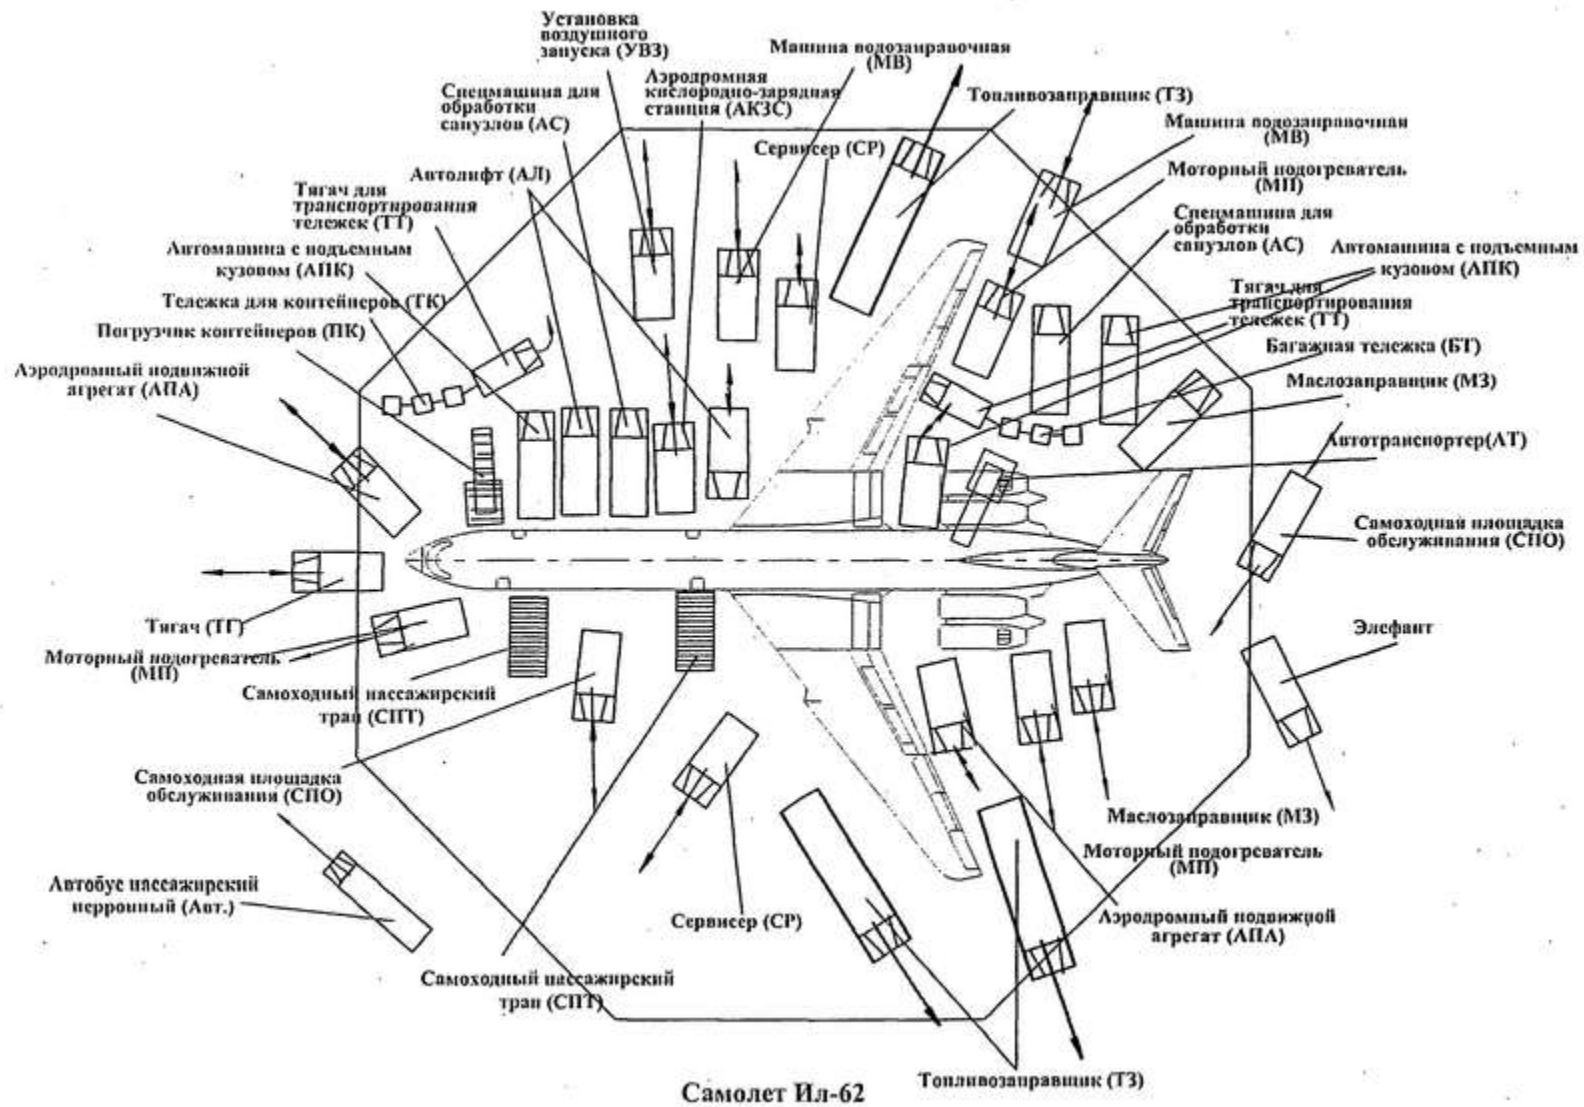 Установка
воздушного
запуска (УВЗ)
Машина водозаправочная
(МВ)
Аэродромная
кислородно-зарядная
станция (АКЗС)
Спецмашина для
обработки
санузлов (АС)
Топливозаправщик (ТЗ)
Машина водозаправочная
(МВ)
Сервисер (СР)
Автолифт (АЛ)
Моторный подогреватель
(МП)
Тягач для
транспортирования
тележек (ТТ)
Спецмашина для
обработки
санузлов (АС)
Автомашина с подъемным
кузовом (АПК)
Автомашина с подъемным
кузовом (АПК)
Тележка для контейнеров (ТК)
Тягач для
транспортирования
тележек (ТТ)
Погрузчик контейнеров (ПК)
Багажная тележка (БТ)
Аэродромный подвижной
агрегат (АПА)
Маслозаправщик (МЗ)
Автотранспортер(АТ)
Самоходная площадка
обслуживания (СПО)
Тягач (ТГ)
Элефант
Моторный подогреватель
(МП)
Самоходный пассажирский
трап (СПТ)
Самоходная площадка
обслуживания (СПО)
Маслозаправщик (МЗ)
Моторный подогреватель
(МП)
Автобус пассажирский
перронный (Авт.)
Сервисер (СР)
Аэродромный подвижной
агрегат (АПА)
Самоходный пассажирский
трап (СПТ)
Топливозаправщик (ТЗ)
Самолет Ил-62